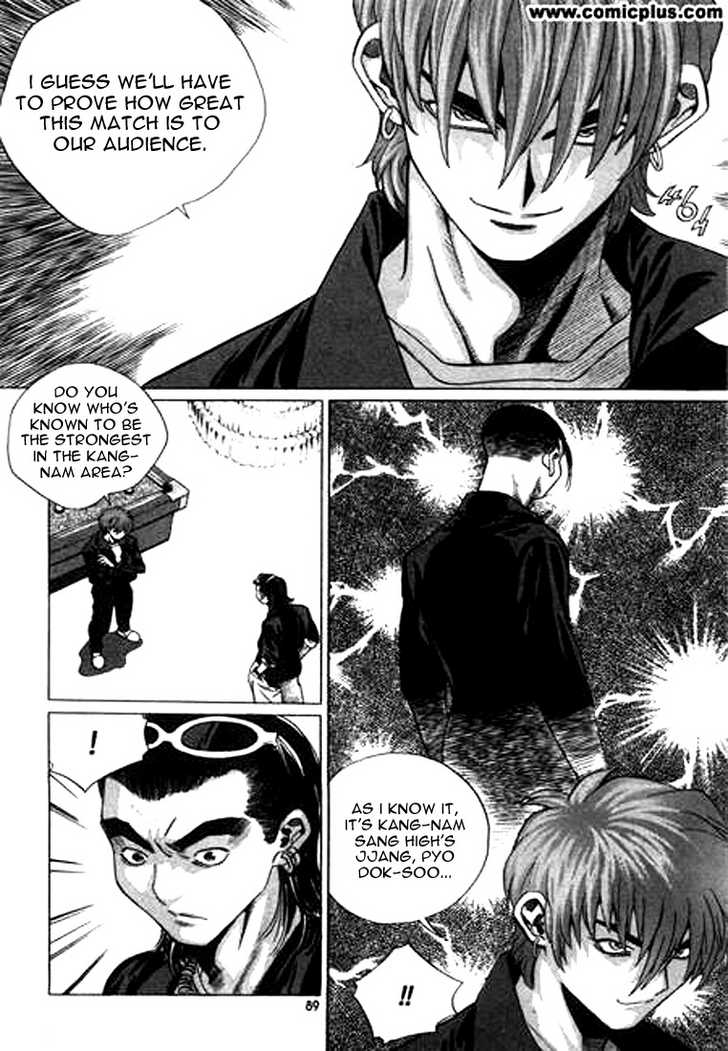 www.comicplus.com
I GUESS WE'LL HAVE
TO PROVE HOW GREAT
THIS MATCH IS TO
OUR AUDIENCE.
DO YOU
KNOW WHO'S
KNOWN TO BE
THE STRONGEST
IN THE KANG-
NAM AREA?
!
AS I KNOW IT,
IT'S KANG-NAM
SANG HIGH'S
JJANG, PYO
DOK-SOO...
!!
89